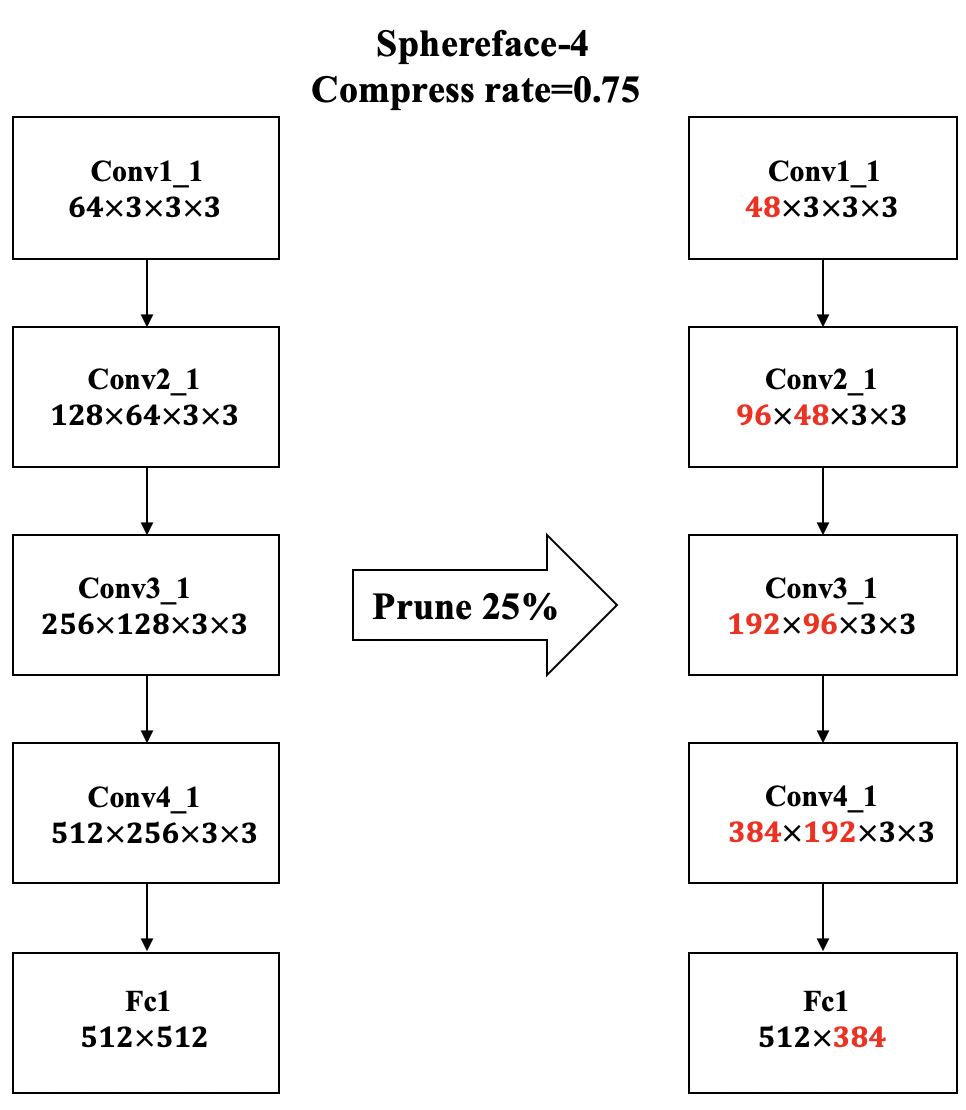 Sphereface-4
Compress rate=0.75
Conv1_1
64×3×3×3
Conv2_1
128×64×3×3
Conv3_1
256×128×3×3
Conv4_1
512×256×3×3
Fc1
512×512
Prune 25%
Conv1_1
48×3×3×3
Conv2_1
96×48×3×3
Conv3_1
192×96×3×3
Conv4_1
384×192×3×3
Fc1
512×384